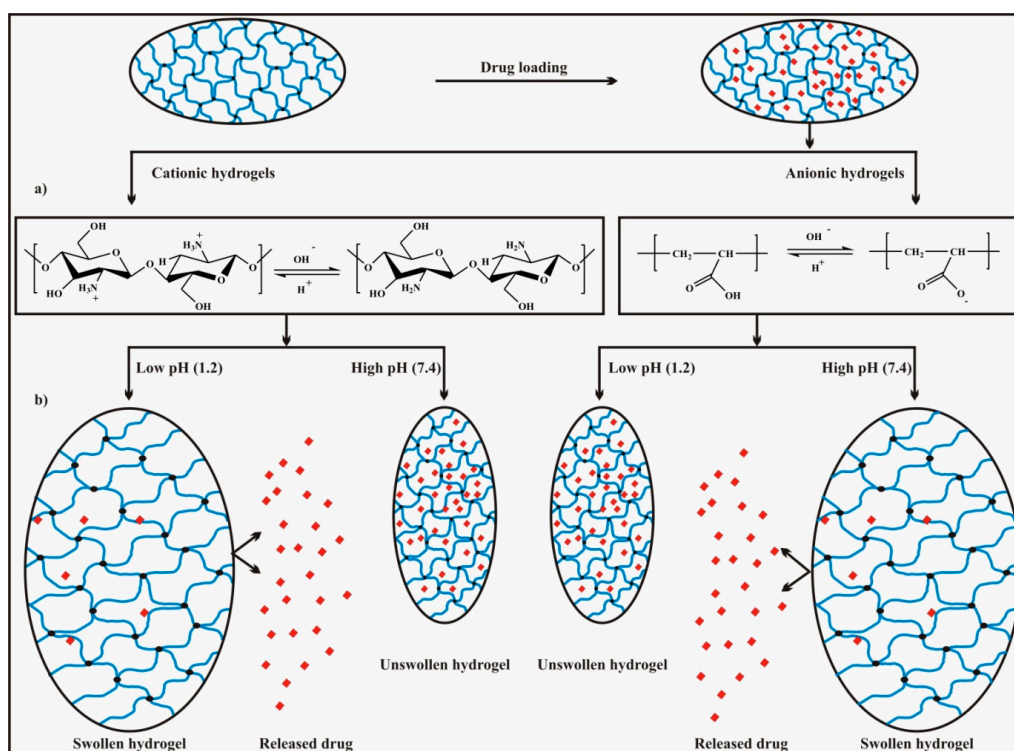 Drug loading
Cationic hydrogels
Anionic hydrogels
a)
OH
H₃N
+
O
O
O
H
O
O
HO
H₃N
+
OH
OH⁻
H⁺
OH
H₂N
O
O
O
H
O
O
HO
H₂N
OH
CH₂
CH
O
OH
OH⁻
H⁺
CH₂
CH
O
O⁻
Low pH (1.2)
High pH (7.4)
Low pH (1.2)
High pH (7.4)
b)
Unswollen hydrogel
Unswollen hydrogel
Swollen hydrogel
Released drug
Released drug
Swollen hydrogel